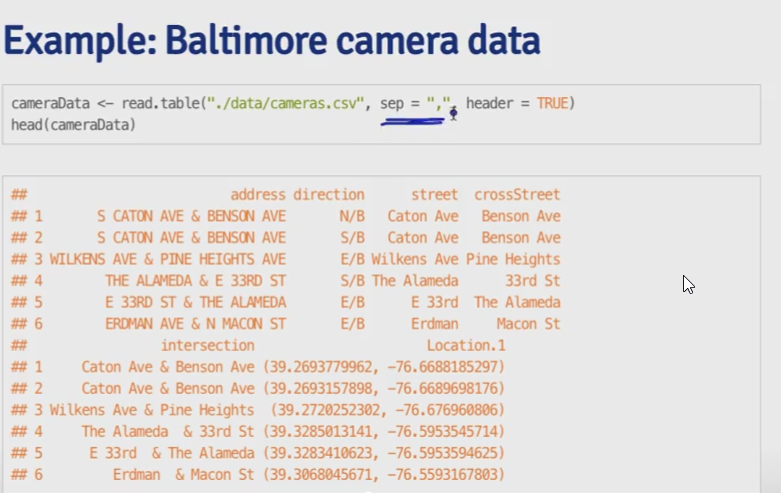 Example: Baltimore camera data
cameraData <- read.table("./data/cameras.csv", sep = ",", header = TRUE)
head(cameraData)
## address direction street crossStreet
## 1 S CATON AVE & BENSON AVE N/B Caton Ave Benson Ave
## 2 S CATON AVE & BENSON AVE S/B Caton Ave Benson Ave
## 3 WILKENS AVE & PINE HEIGHTS AVE E/B Wilkens Ave Pine Heights
## 4 THE ALAMEDA & E 33RD ST S/B The Alameda 33rd St
## 5 E 33RD ST & THE ALAMEDA E/B E 33rd The Alameda
## 6 ERDMAN AVE & N MACON ST E/B Erdman Macon St
## intersection Location.1
## 1 Caton Ave & Benson Ave (39.2693779962, -76.6688185297)
## 2 Caton Ave & Benson Ave (39.2693157898, -76.6689698176)
## 3 Wilkens Ave & Pine Heights (39.2720252302, -76.676960806)
## 4 The Alameda & 33rd St (39.3285013141, -76.5953545714)
## 5 E 33rd & The Alameda (39.3283410623, -76.5953594625)
## 6 Erdman & Macon St (39.3068045671, -76.5593167803)